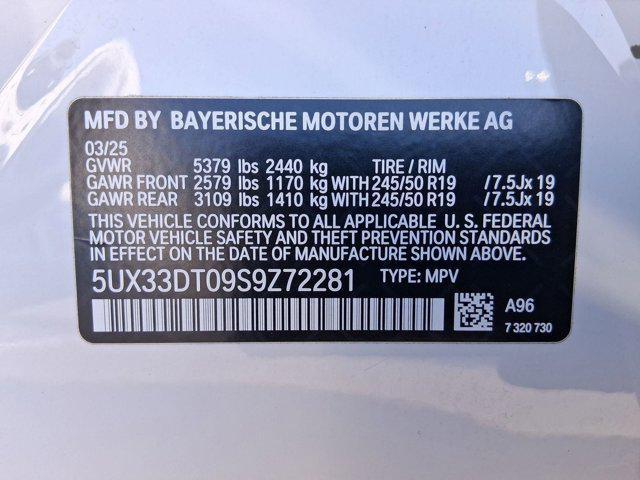 MFD BY BAYERISCHE MOTOREN WERKE AG
03/25
GVWR 5379 lbs 2440 kg TIRE / RIM
GAWR FRONT 2579 lbs 1170 kg WITH 245/50 R19 /7.5Jx 19
GAWR REAR 3109 lbs 1410 kg WITH 245/50 R19 /7.5Jx 19
THIS VEHICLE CONFORMS TO ALL APPLICABLE U. S. FEDERAL
MOTOR VEHICLE SAFETY AND THEFT PREVENTION STANDARDS
IN EFFECT ON THE DATE OF MANUFACTURE SHOWN ABOVE.
5UX33DT09S9Z72281 TYPE: MPV
A96
7 320 730